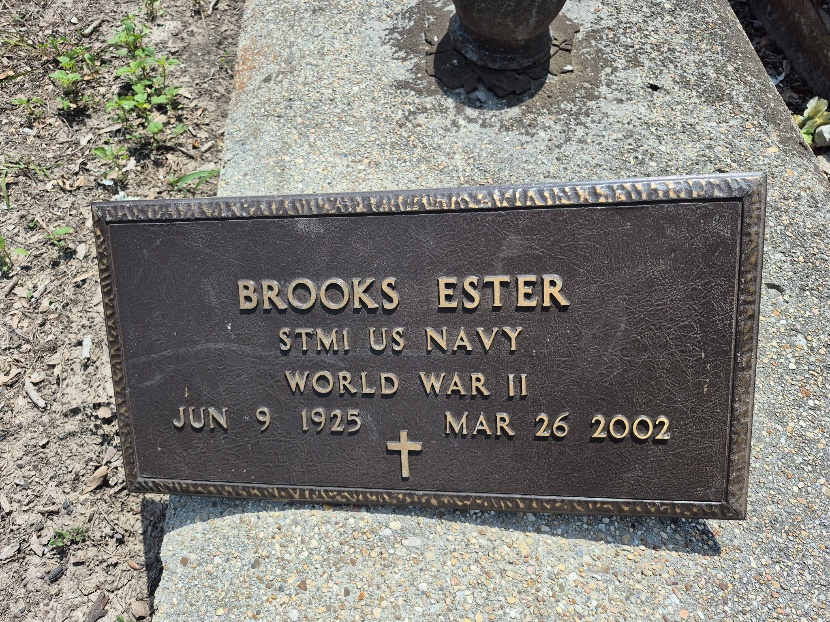 BROOKS ESTER
STM1 US NAVY
WORLD WAR II
JUN 9 1925 MAR 26 2002